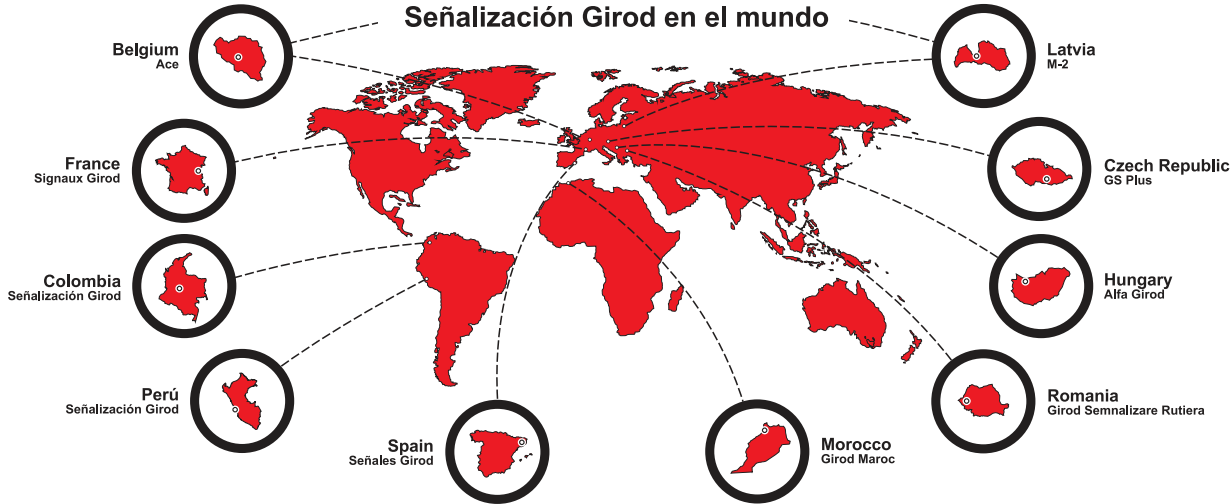 Señalización Girod en el mundo
Belgium
Ace
Latvia
M-2
France
Signaux Girod
Czech Republic
GS Plus
Colombia
Señalización Girod
Hungary
Alfa Girod
Perú
Señalización Girod
Romania
Girod Semnalizare Rutiera
Spain
Señales Girod
Morocco
Girod Maroc